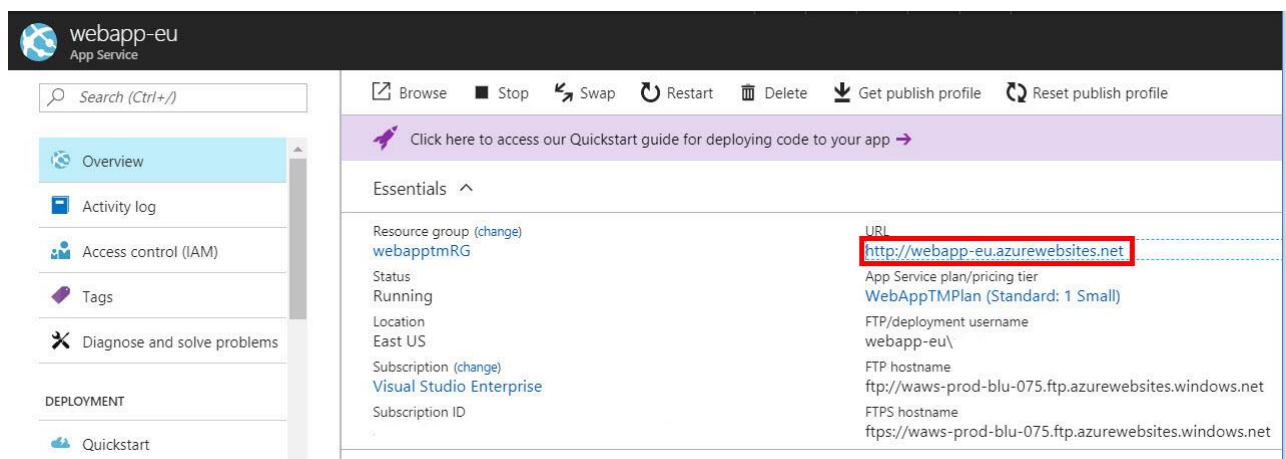 webapp-eu
App Service
Search (Ctrl+/)
Browse Stop Swap Restart Delete Get publish profile Reset publish profile
Click here to access our Quickstart guide for deploying code to your app →
Overview
Activity log
Access control (IAM)
Tags
Diagnose and solve problems
DEPLOYMENT
Quickstart
Essentials
Resource group (change)
webapptmRG
Status
Running
Location
East US
Subscription (change)
Visual Studio Enterprise
Subscription ID
URL
http://webapp-eu.azurewebsites.net
App Service plan/pricing tier
WebAppTMPlan (Standard: 1 Small)
FTP/deployment username
webapp-eu\
FTP hostname
ftp://waws-prod-blu-075.ftp.azurewebsites.windows.net
FTPS hostname
ftps://waws-prod-blu-075.ftp.azurewebsites.windows.net